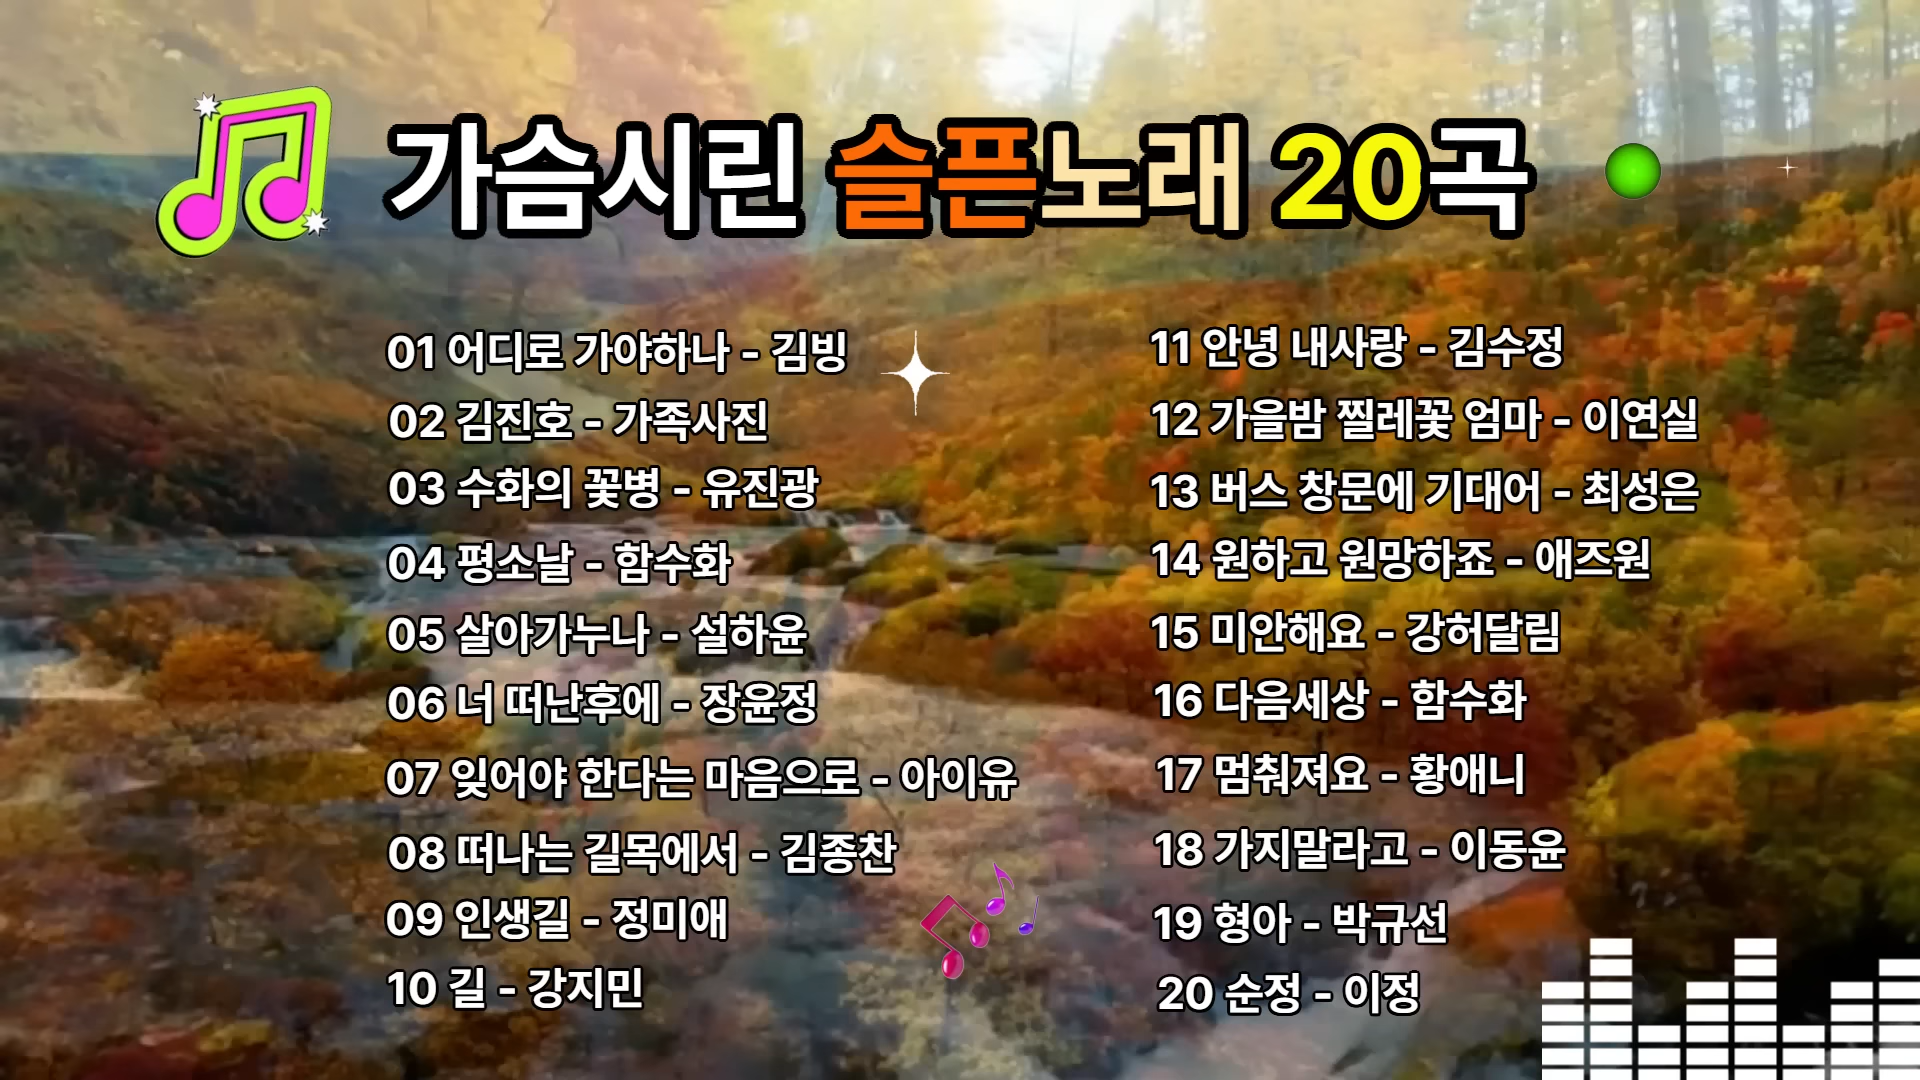 가슴시린 슬픈노래 20곡
01 어디로 가야하나 - 김빙
02 김진호 - 가족사진
03 수화의 꽃병 - 유진광
04 평소날 - 함수화
05 살아가누나 - 설하윤
06 너 떠난후에 - 장윤정
07 잊어야 한다는 마음으로 - 아이유
08 떠나는 길목에서 - 김종찬
09 인생길 - 정미애
10 길 - 강지민
11 안녕 내사랑 - 김수정
12 가을밤 찔레꽃 엄마 - 이연실
13 버스 창문에 기대어 - 최성은
14 원하고 원망하죠 - 애즈원
15 미안해요 - 강허달림
16 다음세상 - 함수화
17 멈춰져요 - 황애니
18 가지말라고 - 이동윤
19 형아 - 박규선
20 순정 - 이정